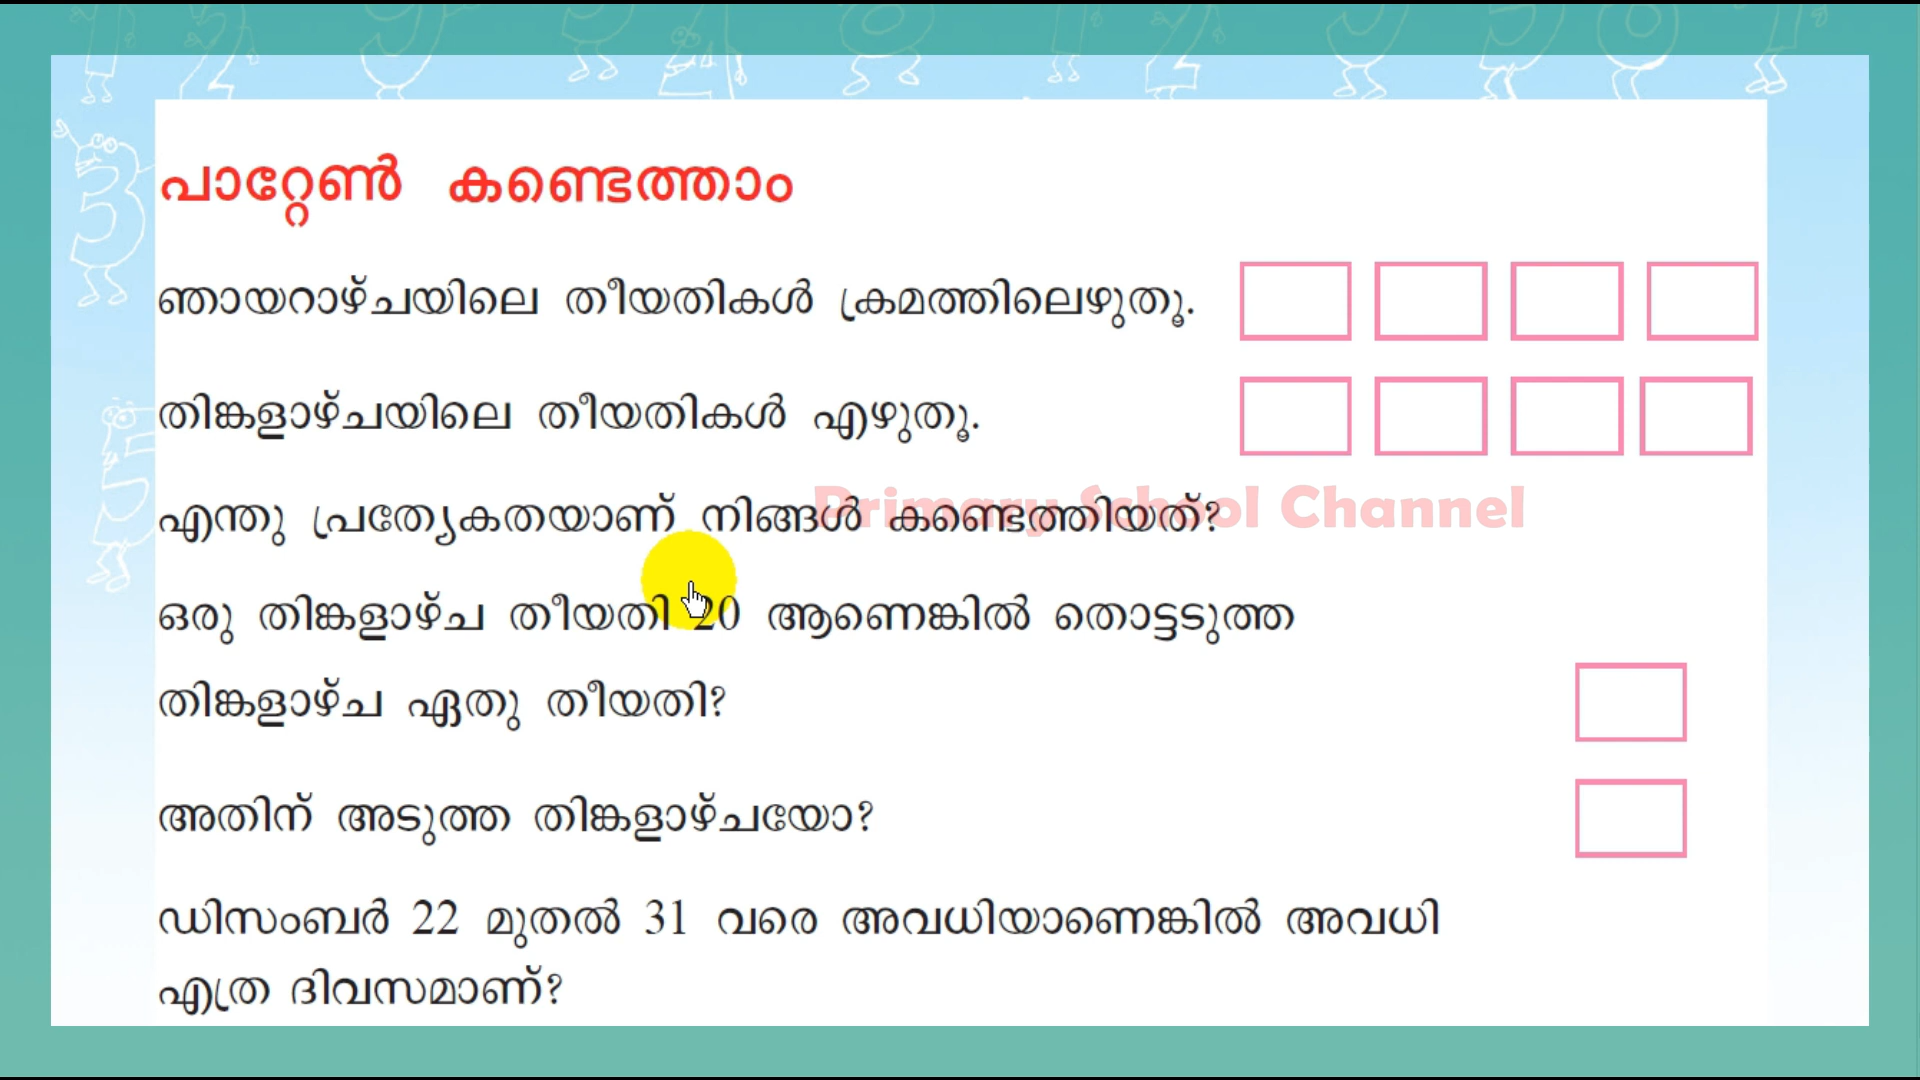 പാറ്റേൺ കണ്ടെത്താം
ഞായറാഴ്ചയിലെ തീയതികൾ ക്രമത്തിലെഴുതൂ.
തിങ്കളാഴ്ചയിലെ തീയതികൾ എഴുതൂ.
എന്തു പ്രത്യേകതയാണ് നിങ്ങൾ കണ്ടെത്തിയത്?
Primary School Channel
ഒരു തിങ്കളാഴ്ച തീയതി 20 ആണെങ്കിൽ തൊട്ടടുത്ത
തിങ്കളാഴ്ച ഏതു തീയതി?
അതിന് അടുത്ത തിങ്കളാഴ്ചയോ?
ഡിസംബർ 22 മുതൽ 31 വരെ അവധിയാണെങ്കിൽ അവധി
എത്ര ദിവസമാണ്?